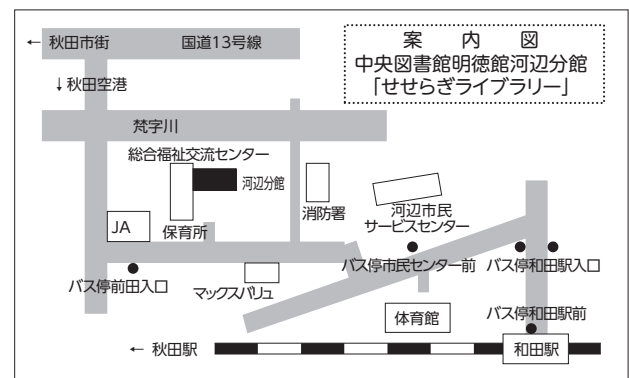 案内図
中央図書館明徳館河辺分館
「せせらぎライブラリー」
← 秋田市街
国道13号線
↓秋田空港
梵字川
総合福祉交流センター
河辺分館
消防署
河辺市民
サービスセンター
JA
保育所
バス停前田入口
マックスバリュ
バス停市民センター前
バス停和田駅入口
バス停和田駅前
体育館
← 秋田駅
和田駅